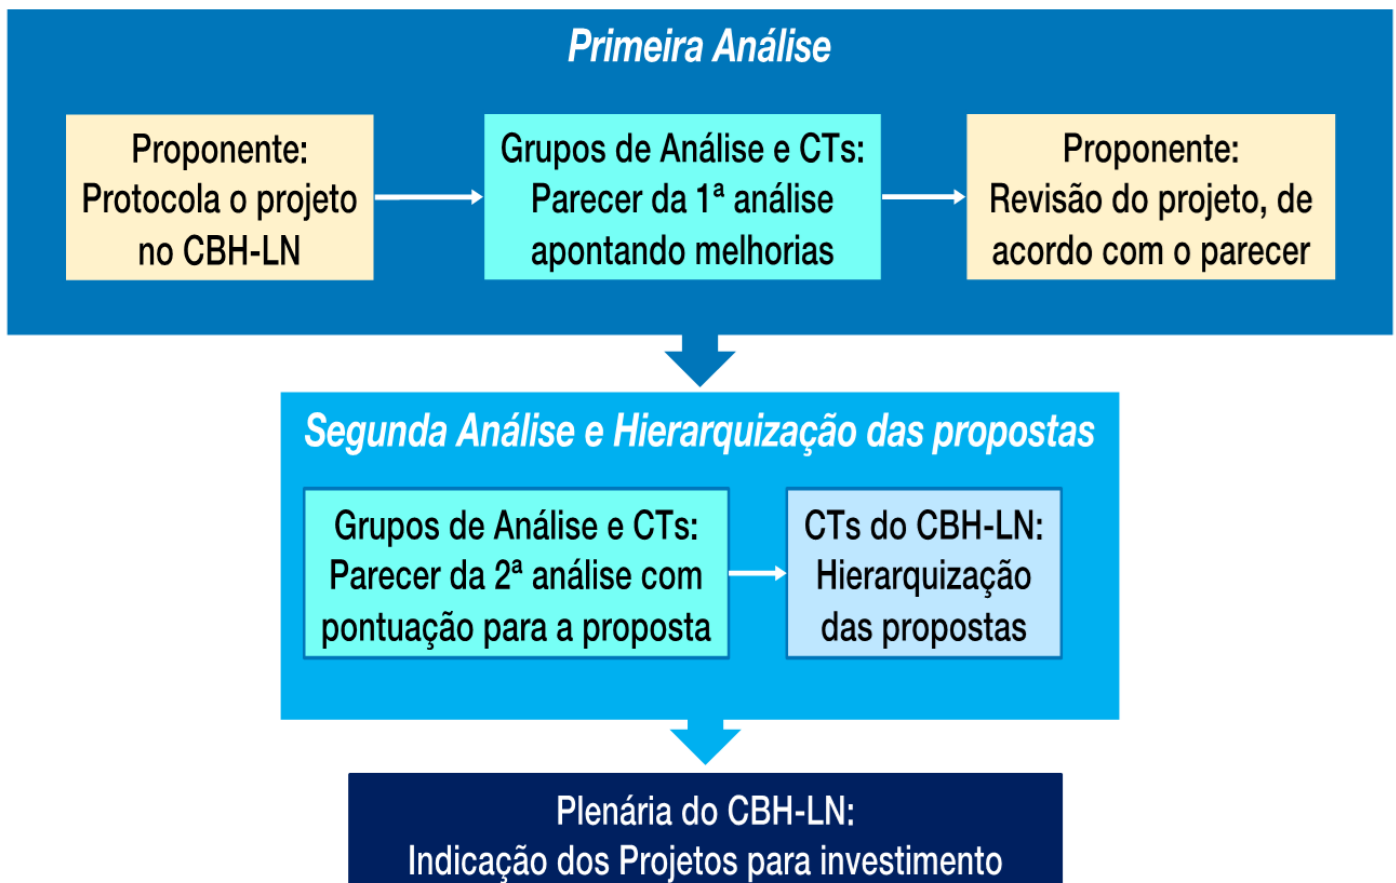 Primeira Análise
Proponente:
Protocola o projeto
no CBH-LN
Grupos de Análise e CTs:
Parecer da 1ª análise
apontando melhorias
Proponente:
Revisão do projeto, de
acordo com o parecer
Segunda Análise e Hierarquização das propostas
Grupos de Análise e CTs:
Parecer da 2ª análise com
pontuação para a proposta
CTs do CBH-LN:
Hierarquização
das propostas
Plenária do CBH-LN:
Indicação dos Projetos para investimento